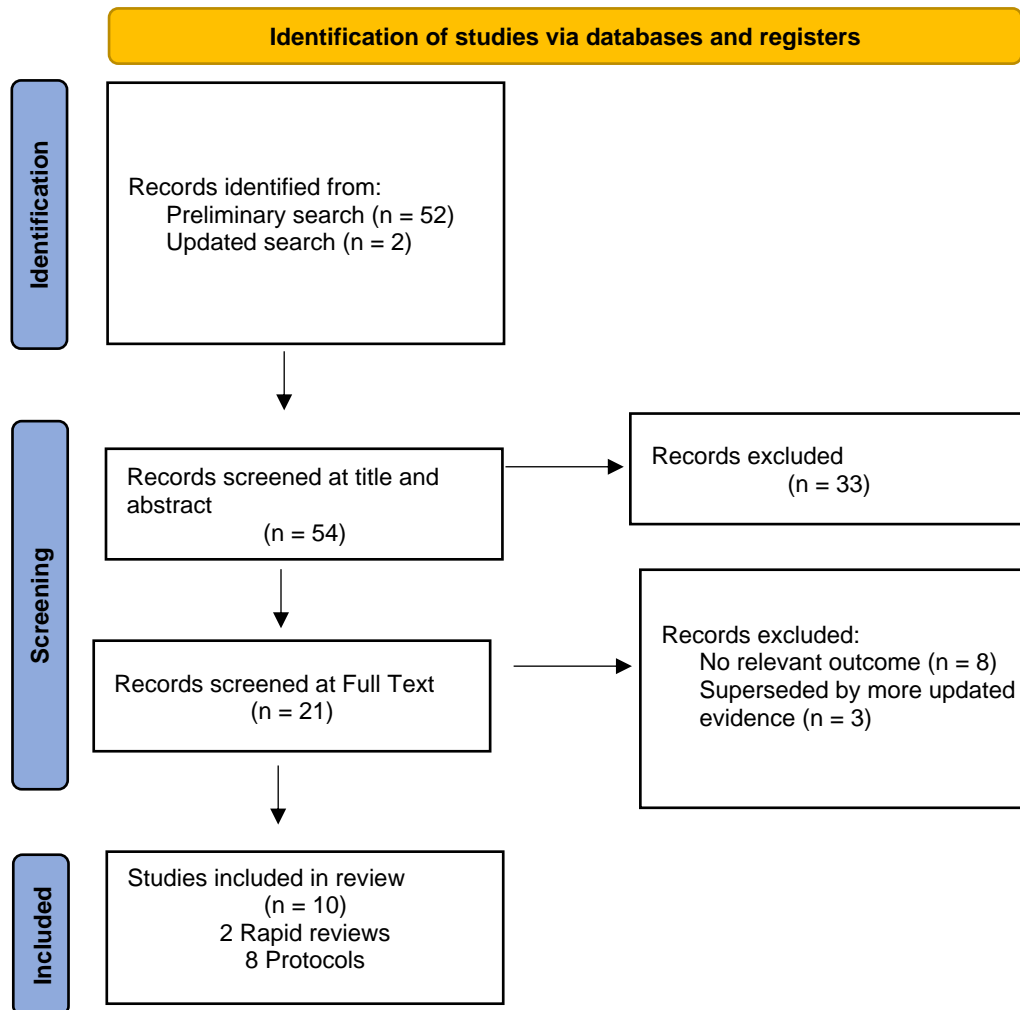 Identification of studies via databases and registers
Identification
Records identified from:
Preliminary search (n = 52)
Updated search (n = 2)
Screening
Records screened at title and
abstract
(n = 54)
Records excluded
(n = 33)
Records screened at Full Text
(n = 21)
Records excluded:
No relevant outcome (n = 8)
Superseded by more updated
evidence (n = 3)
Included
Studies included in review
(n = 10)
2 Rapid reviews
8 Protocols